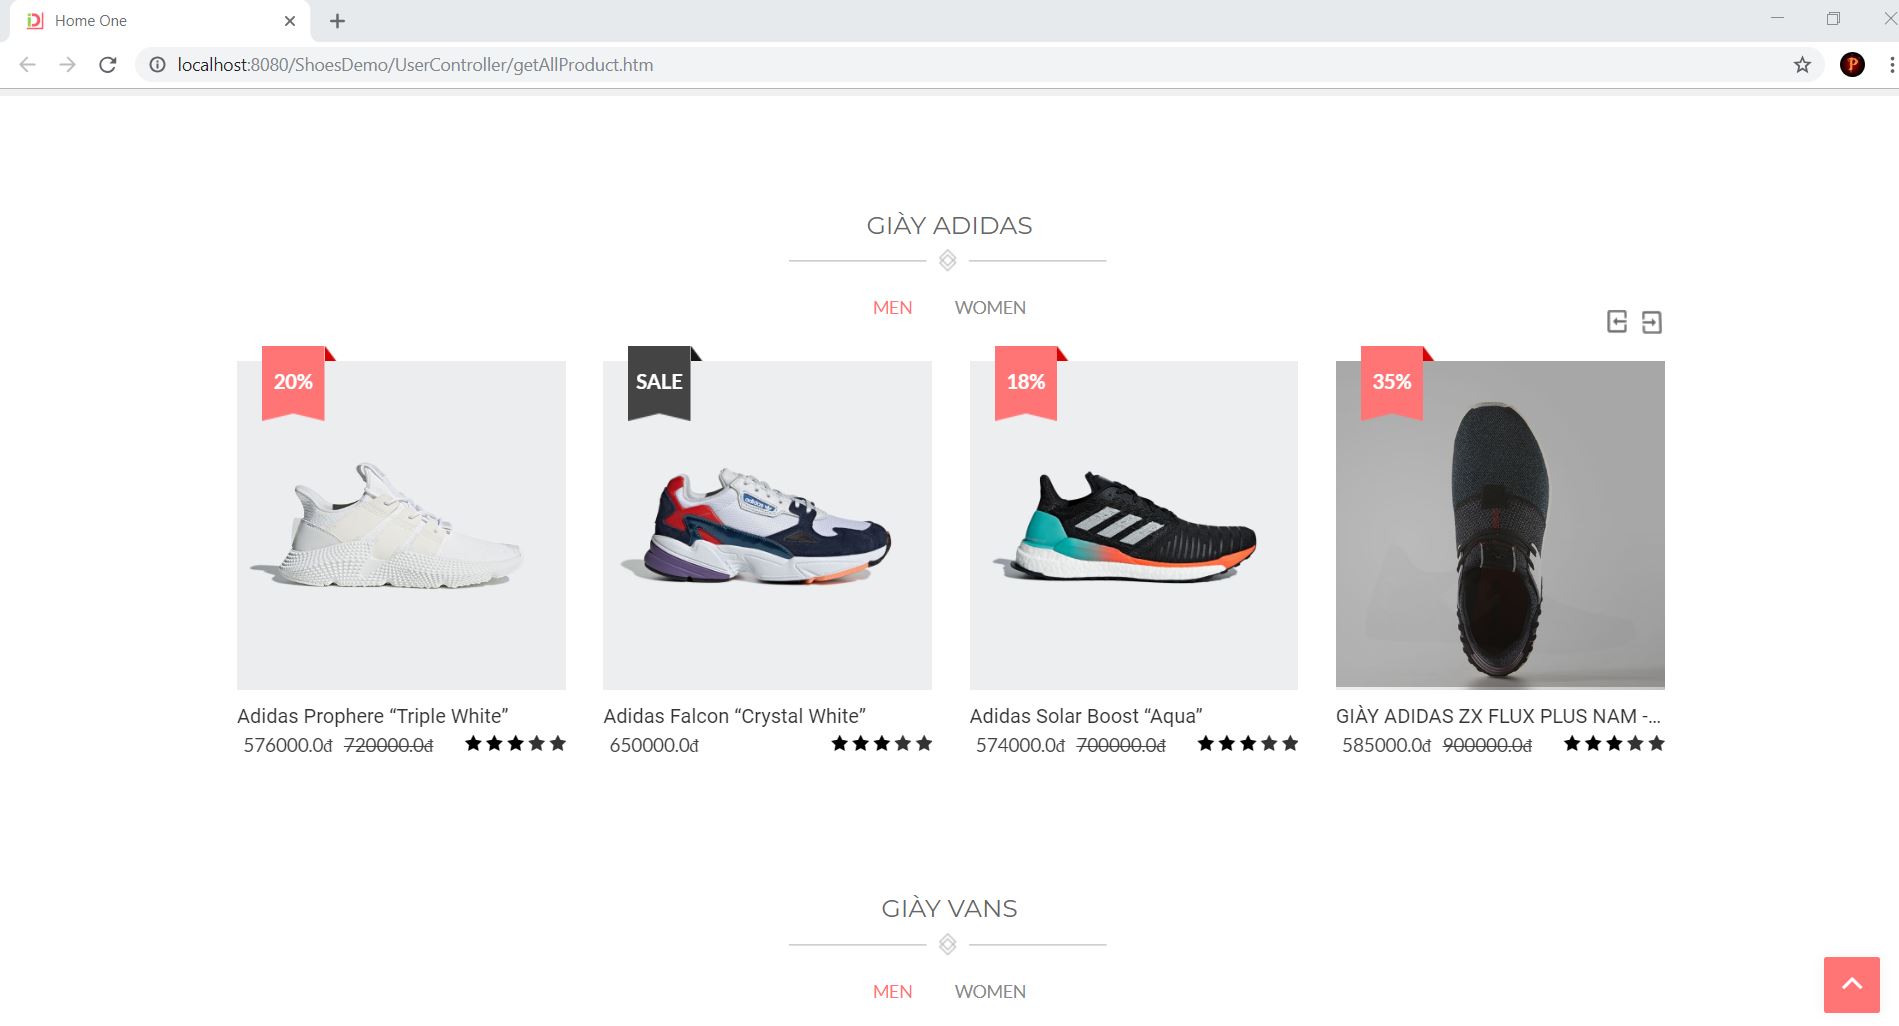 Home One
localhost:8080/ShoesDemo/UserController/getAllProduct.htm
GIÀY ADIDAS
MEN WOMEN
20% SALE 18% 35%
Adidas Prophere “Triple White” Adidas Falcon “Crystal White” Adidas Solar Boost “Aqua” GIÀY ADIDAS ZX FLUX PLUS NAM -...
576000.0đ 720000.0đ 650000.0đ 574000.0đ 700000.0đ 585000.0đ 900000.0đ
GIÀY VANS
MEN WOMEN